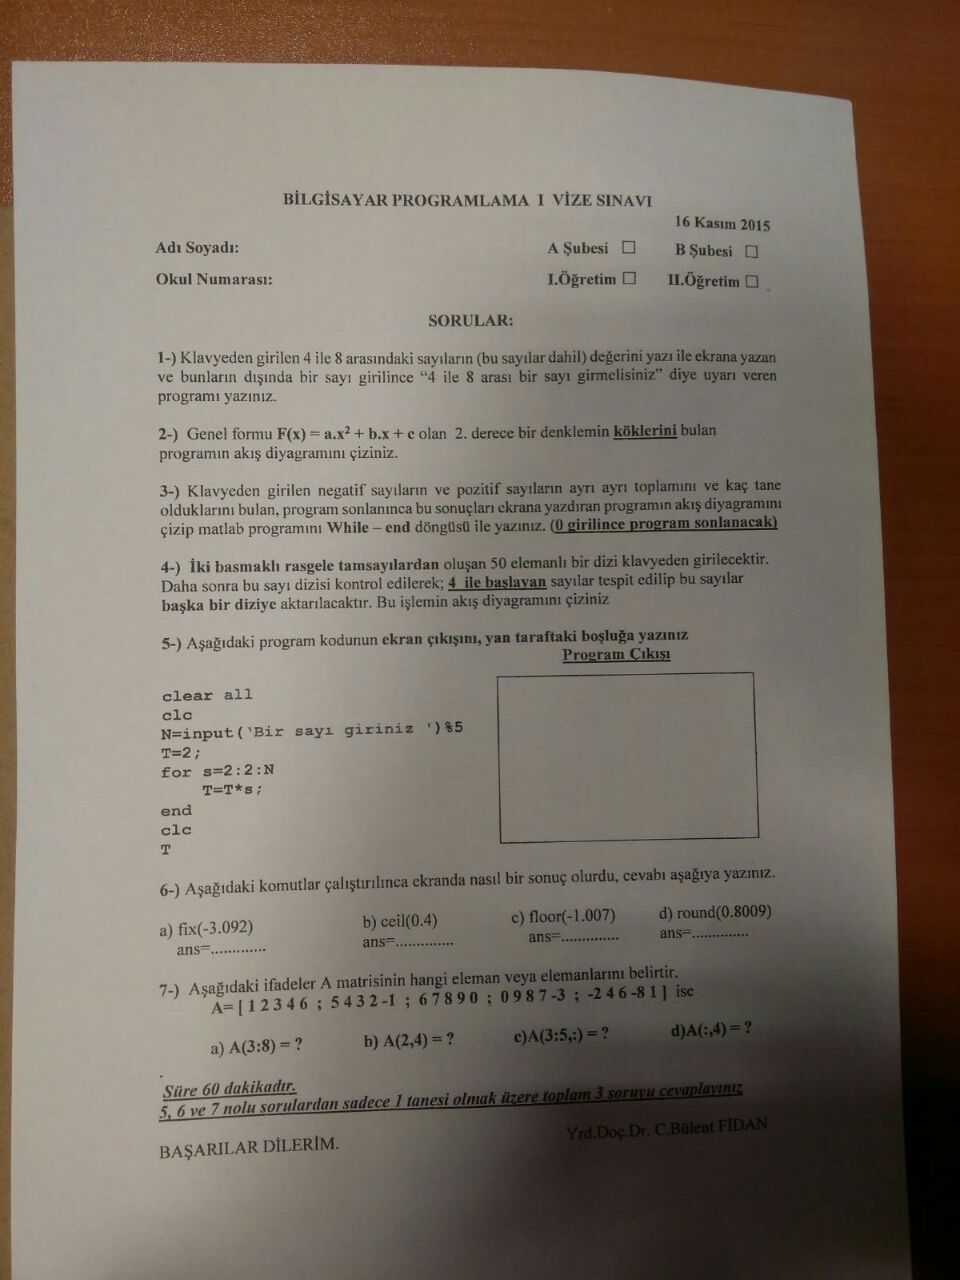 BİLGİSAYAR PROGRAMLAMA I VİZE SINAVI
16 Kasım 2015
Adı Soyadı: A Şubesi ☐ B Şubesi ☐
Okul Numarası: I.Öğretim ☐ II.Öğretim ☐
SORULAR:
1-) Klavyeden girilen 4 ile 8 arasındaki sayıların (bu sayılar dahil) değerini yazı ile ekrana yazan
ve bunların dışında bir sayı girilince “4 ile 8 arası bir sayı girmelisiniz” diye uyarı veren
programı yazınız.
2-) Genel formu F(x) = a.x² + b.x + c olan 2. derece bir denklemin köklerini bulan
programın akış diyagramını çiziniz.
3-) Klavyeden girilen negatif sayıların ve pozitif sayıların ayrı ayrı toplamını ve kaç tane
olduklarını bulan, program sonlanınca bu sonuçları ekrana yazdıran programın akış diyagramını
çizip matlab programını While – end döngüsü ile yazınız. (0 girilince program sonlanacak)
4-) İki basmaklı rasgele tamsayılardan oluşan 50 elemanlı bir dizi klavyeden girilecektir.
Daha sonra bu sayı dizisi kontrol edilerek; 4 ile başlayan sayılar tespit edilip bu sayılar
başka bir diziye aktarılacaktır. Bu işlemin akış diyagramını çiziniz
5-) Aşağıdaki program kodunun ekran çıkışını, yan taraftaki boşluğa yazınız
Program Çıkışı
clear all
clc
N=input('Bir sayı giriniz ')%5
T=2;
for s=2:2:N
T=T*s;
end
clc
T
6-) Aşağıdaki komutlar çalıştırılınca ekranda nasıl bir sonuç olurdu, cevabı aşağıya yazınız.
a) fix(-3.092) b) ceil(0.4) c) floor(-1.007) d) round(0.8009)
ans=............. ans=.............. ans=.............. ans=..............
7-) Aşağıdaki ifadeler A matrisinin hangi eleman veya elemanlarını belirtir.
A= [ 1 2 3 4 6 ; 5 4 3 2 -1 ; 6 7 8 9 0 ; 0 9 8 7 -3 ; -2 4 6 -8 1 ] ise
a) A(3:8) = ? b) A(2,4) = ? c)A(3:5,:) = ? d)A(:,4) = ?
Süre 60 dakikadır.
5, 6 ve 7 nolu sorulardan sadece 1 tanesi olmak üzere toplam 3 soruyu cevaplayınız
BAŞARILAR DİLERİM. Yrd.Doç.Dr. C.Bülent FİDAN